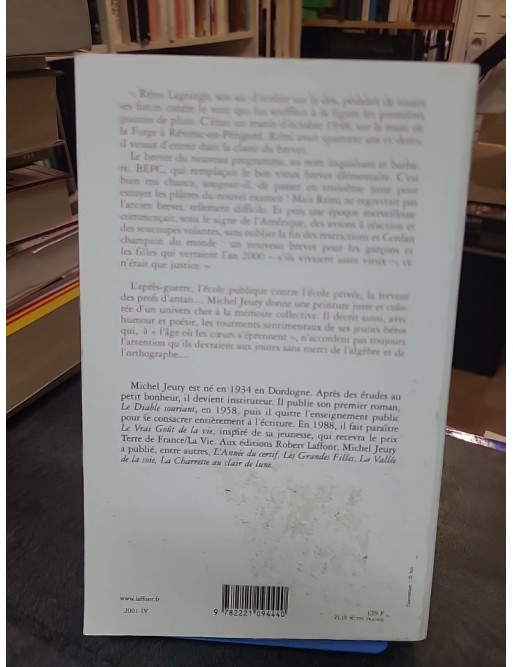 « Rémi Lagrange, son sac d'écolier sur le dos, pédalait de toutes
ses forces contre le vent qui lui soufflait à la figure les premières
gouttes de pluie. C'était un matin d'octobre 1948, sur la route de
la Forge à Réveme-en-Périgord. Rémi avait quatorze ans et demi,
il venait d'entrer dans la classe du brevet.
Le brevet du nouveau programme, au nom inquiétant et barba-
re, BEPC, qui remplaçait le bon vieux brevet élémentaire. C'est
bien ma chance, songeait-il, de passer en troisième juste pour
essuyer les plâtres du nouvel examen ! Mais Rémi ne regrettait pas
l'ancien brevet, tellement difficile. Et puis une époque merveilleuse
commençait, sous le signe de l'Amérique, des avions à réaction et
des soucoupes volantes, sans oublier la fin des restrictions et Cerdan
champion du monde : un nouveau brevet pour les garçons et
les filles qui verraient l'an 2000 « s'ils vivaient assez vieux », ce
n'était que justice. »
L'après-guerre, l'école publique contre l'école privée, la ferveur
des profs d'antan... Michel Jeury donne une peinture juste et colo-
rée d'un univers cher à la mémoire collective. Il décrit aussi, avec
humour et poésie, les tourments sentimentaux de ses jeunes héros
qui, à « l'âge où les cœurs s'éprennent », n'accordent pas toujours
l'attention qu'ils devraient aux joutes sans merci de l'algèbre et de
l'orthographe....
Michel Jeury est né en 1934 en Dordogne. Après des études au
petit bonheur, il devient instituteur. Il publie son premier roman,
Le Diable souriant, en 1958, puis il quitte l'enseignement public
pour se consacrer entièrement à l'écriture. En 1988, il fait paraître
Le Vrai Goût de la vie, inspiré de sa jeunesse, qui recevra le prix
Terre de France/La Vie. Aux éditions Robert Laffont, Michel Jeury
a publié, entre autres, L'Année du certif, Les Grandes Filles, La Vallée
de la soie, La Charrette au clair de lune.
www.laffont.fr
2001-IV
9 782221 094440
139 F
21,19 € TTC FRANCE